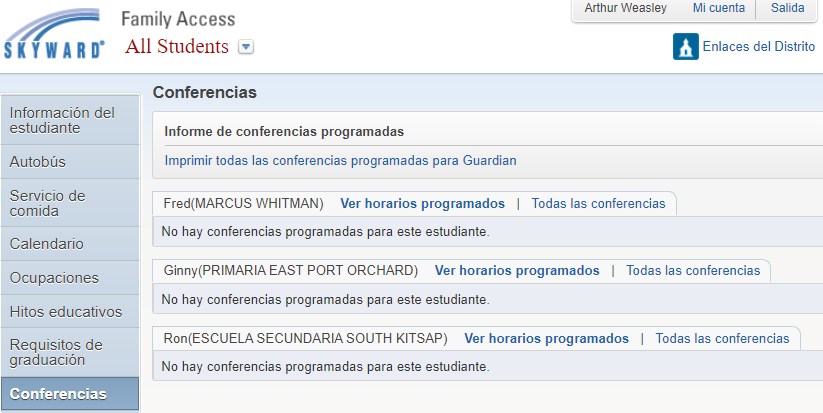 SKYWARD®
Family Access
All Students
Arthur Weasley
Mi cuenta
Salida
Enlaces del Distrito
Información del
estudiante
Autobús
Servicio de
comida
Calendario
Ocupaciones
Hitos educativos
Requisitos de
graduación
Conferencias
Conferencias
Informe de conferencias programadas
Imprimir todas las conferencias programadas para Guardian
Fred(MARCUS WHITMAN) Ver horarios programados | Todas las conferencias
No hay conferencias programadas para este estudiante.
Ginny(PRIMARIA EAST PORT ORCHARD) Ver horarios programados | Todas las conferencias
No hay conferencias programadas para este estudiante.
Ron(ESCUELA SECUNDARIA SOUTH KITSAP) Ver horarios programados | Todas las conferencias
No hay conferencias programadas para este estudiante.